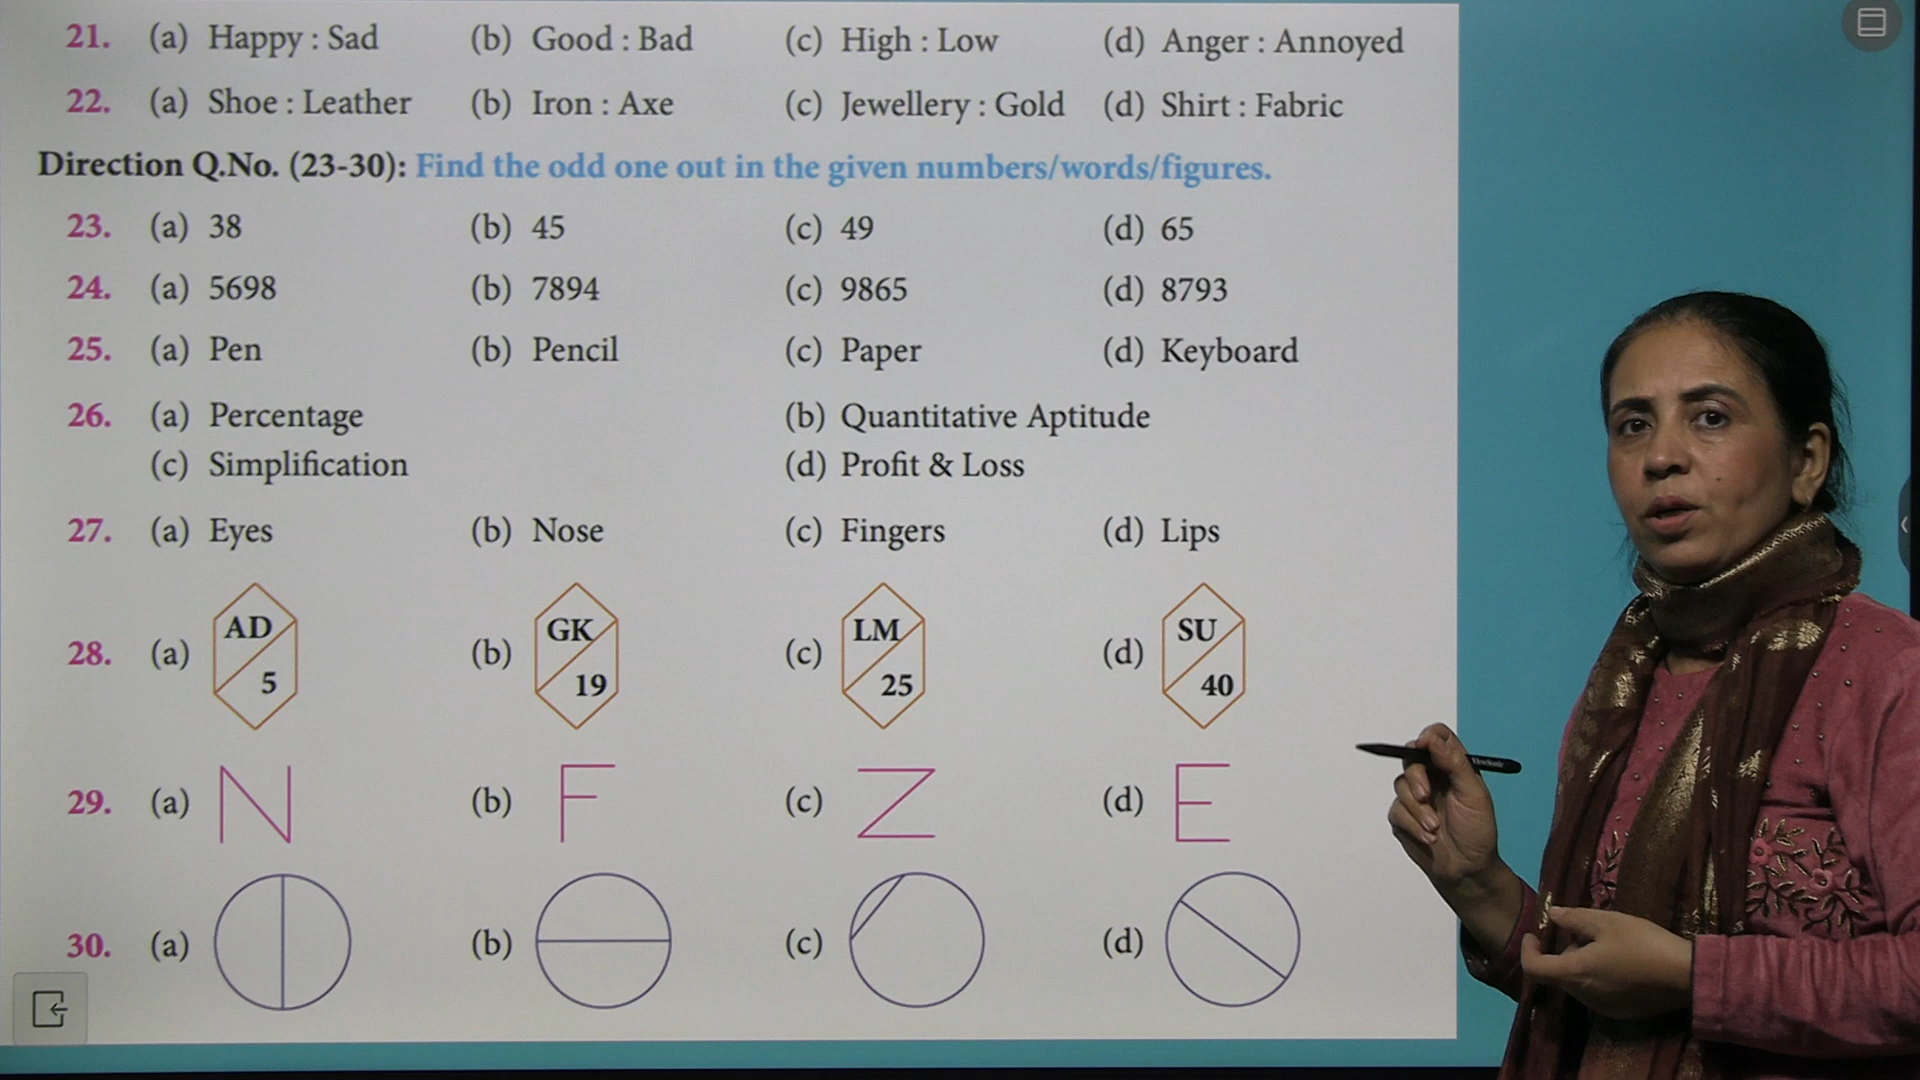 21. (a) Happy : Sad (b) Good : Bad (c) High : Low (d) Anger : Annoyed
22. (a) Shoe : Leather (b) Iron : Axe (c) Jewellery : Gold (d) Shirt : Fabric
Direction Q.No. (23-30): Find the odd one out in the given numbers/words/figures.
23. (a) 38 (b) 45 (c) 49 (d) 65
24. (a) 5698 (b) 7894 (c) 9865 (d) 8793
25. (a) Pen (b) Pencil (c) Paper (d) Keyboard
26. (a) Percentage (b) Quantitative Aptitude
(c) Simplification (d) Profit & Loss
27. (a) Eyes (b) Nose (c) Fingers (d) Lips
28. (a) AD 5 (b) GK 19 (c) LM 25 (d) SU 40
29. (a) N (b) F (c) Z (d) E
30. (a) (b) (c) (d)
ViewSonic